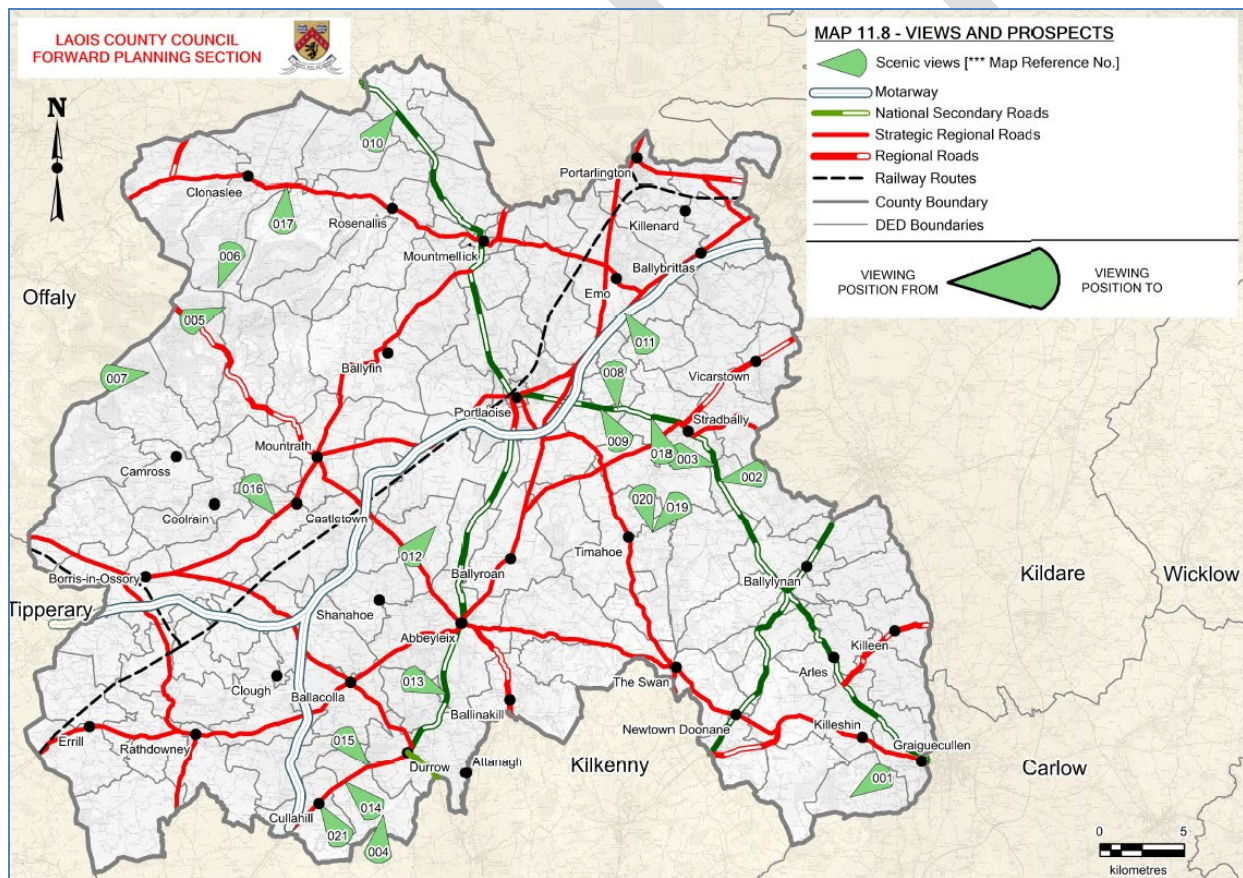 LAOIS COUNTY COUNCIL
FORWARD PLANNING SECTION
N
MAP 11.8 - VIEWS AND PROSPECTS
Scenic views [*** Map Reference No.]
Motarway
National Secondary Roads
Strategic Regional Roads
Regional Roads
Railway Routes
County Boundary
DED Boundaries
VIEWING
POSITION FROM
VIEWING
POSITION TO
010
Portarlington
Clonaslee
017
Rosenallis
Killenard
Mountmellick
006
Ballybrittas
Emo
Offaly
005
011
Ballyfin
Vicarstown
007
008
Portlaoise
Stradbally
009
018
003
Mountrath
002
Camross
016
020
019
Coolrain
Castletown
Timahoe
012
Ballyroan
Borris-in-Ossory
Ballylynan
Kildare
Wicklow
Tipperary
Shanahoe
Abbeyleix
Killeen
Arles
The Swan
Clough
013
Ballacolla
Ballinakill
Newtown Doonane
Killeshin
Errill
Rathdowney
015
Graiguecullen
Durrow
Attanagh
Kilkenny
Carlow
001
014
Cullahill
021
004
0
5
kilometres